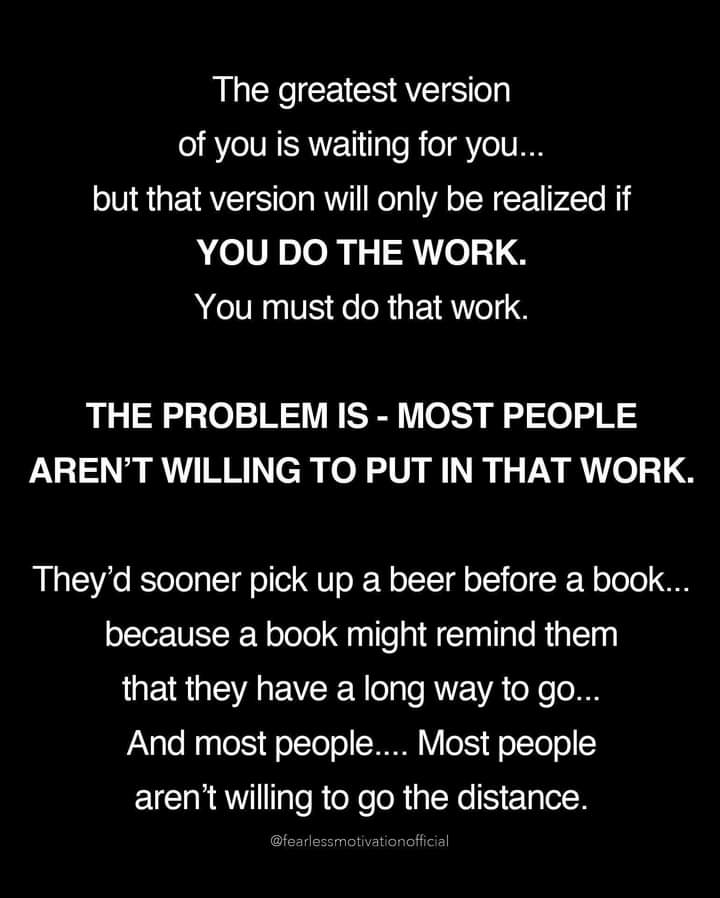 The greatest version
of you is waiting for you...
but that version will only be realized if
YOU DO THE WORK.
You must do that work.
THE PROBLEM IS - MOST PEOPLE
AREN'T WILLING TO PUT IN THAT WORK.
They'd sooner pick up a beer before a book...
because a book might remind them
that they have a long way to go...
And most people.... Most people
aren't willing to go the distance.
@fearlessmotivationofficial